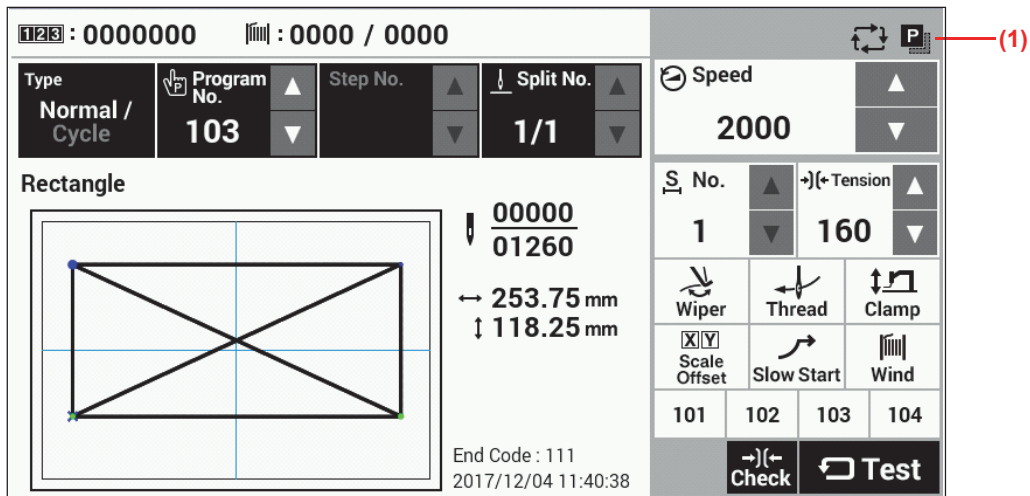 123 : 0000000 : 0000 / 0000
P
(1)
Type
Normal /
Cycle
P Program
No.
103
Step No.
Split No.
1/1
Speed
2000
Rectangle
00000
01260
253.75 mm
118.25 mm
S No.
1
Tension
160
Wiper
Thread
Clamp
X Y
Scale
Offset
Slow Start
Wind
101 102 103 104
End Code : 111
2017/12/04 11:40:38
Check
Test